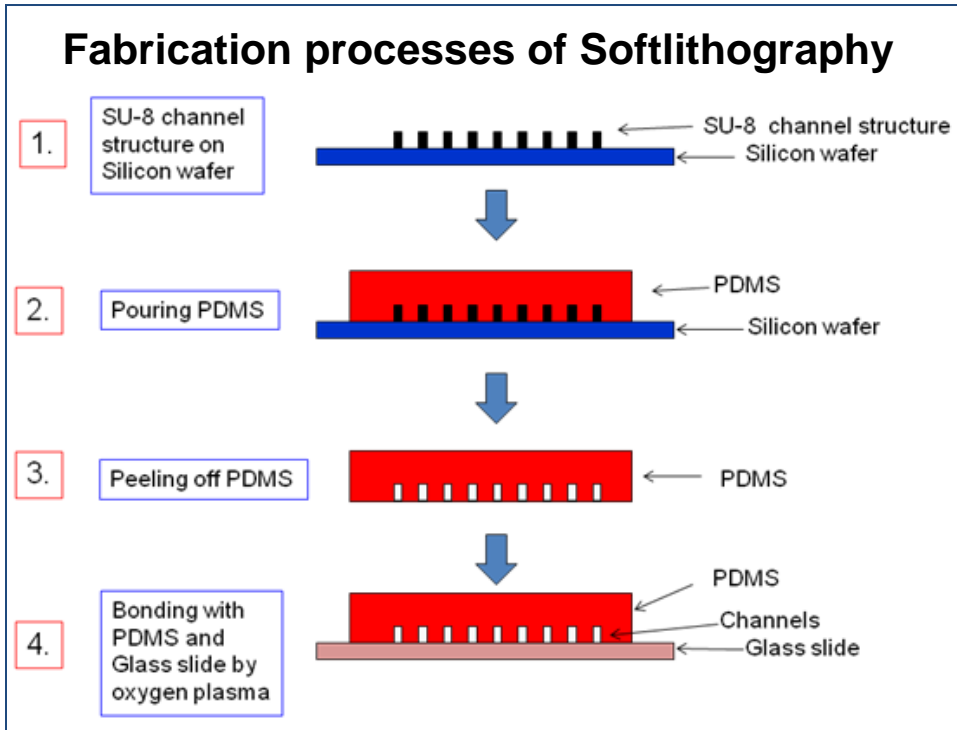 Fabrication processes of Softlithography
1.
SU-8 channel
structure on
Silicon wafer
SU-8 channel structure
Silicon wafer
2.
Pouring PDMS
PDMS
Silicon wafer
3.
Peeling off PDMS
PDMS
4.
Bonding with
PDMS and
Glass slide by
oxygen plasma
PDMS
Channels
Glass slide